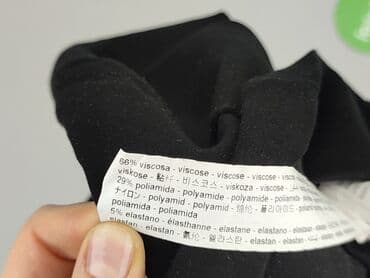 66% viscosa - viscose - viscose - viscose - visco
viskose - 粘纤 - 비스코스 - viskoza - viscose
29% poliamida - polyamide - polyamide - polyamide
ナイロン - polyamide - 锦纶 - 폴리아미드 - polyamid
poliamida - poliamida
5% elastano - élasthanne - elastane - elastano
elastan - 氨纶 - 엘라스탄 - elastan - elastan